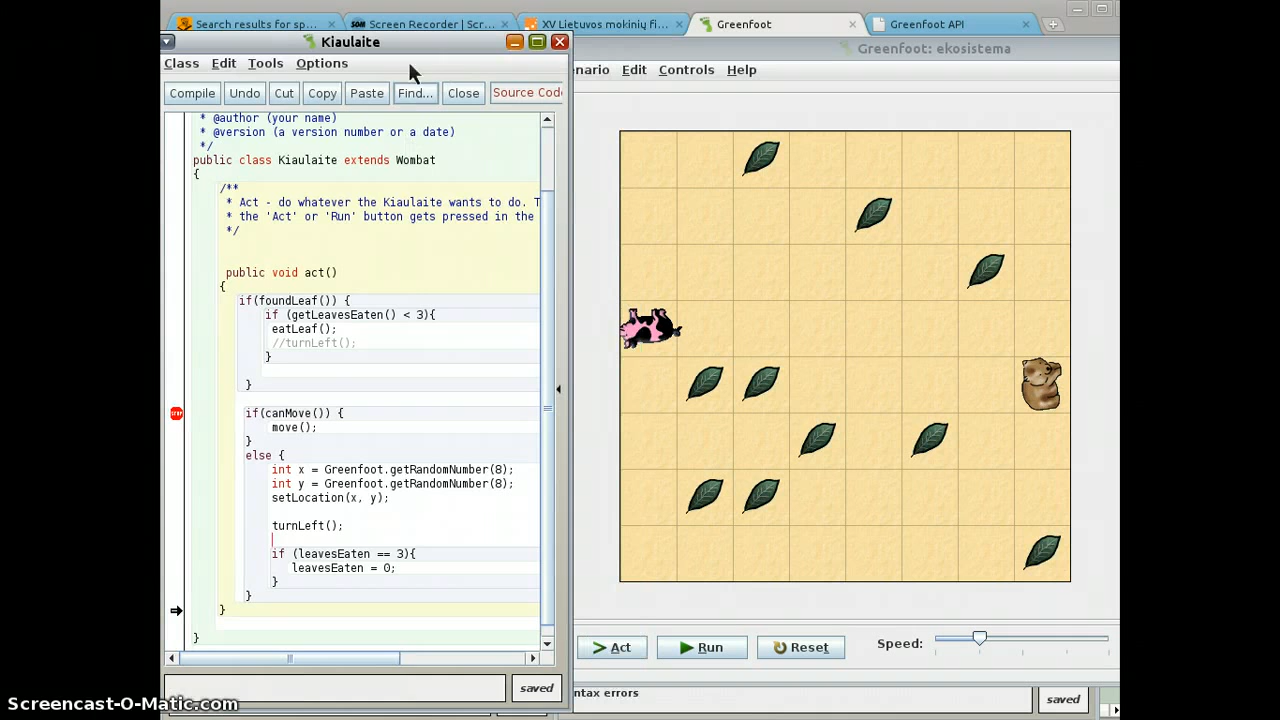 Search results for sp...
Screen Recorder | Scr...
XV Lietuvos mokinių fi...
Greenfoot
Greenfoot API
Kiaulaite
Greenfoot: ekosistema
Class Edit Tools Options
nario Edit Controls Help
Compile Undo Cut Copy Paste Find... Close Source Cod
* @author (your name)
* @version (a version number or a date)
*/
public class Kiaulaite extends Wombat
{
/**
* Act - do whatever the Kiaulaite wants to do. T
* the 'Act' or 'Run' button gets pressed in the
*/
public void act()
{
if(foundLeaf()) {
if (getLeavesEaten() < 3){
eatLeaf();
//turnLeft();
}
}
STOP
if(canMove()) {
move();
}
else {
int x = Greenfoot.getRandomNumber(8);
int y = Greenfoot.getRandomNumber(8);
setLocation(x, y);
turnLeft();
if (leavesEaten == 3){
leavesEaten = 0;
}
}
}
}
saved
> Act Run Reset Speed:
ntax errors
saved
Screencast-O-Matic.com